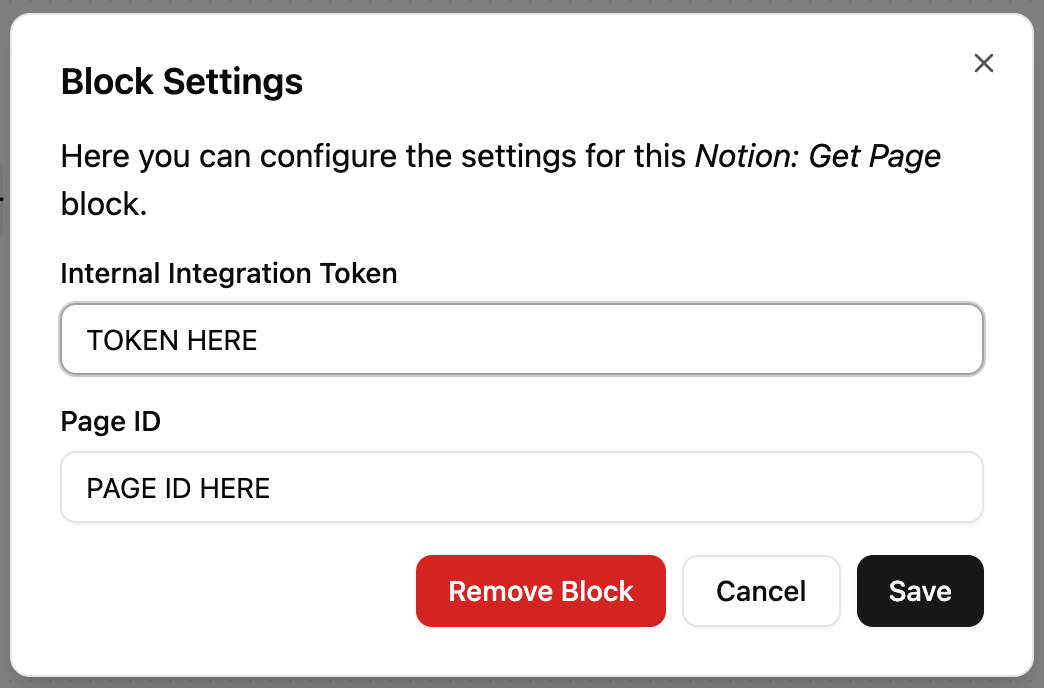 Block Settings
Here you can configure the settings for this Notion: Get Page
block.
Internal Integration Token
TOKEN HERE
Page ID
PAGE ID HERE
Remove Block
Cancel
Save